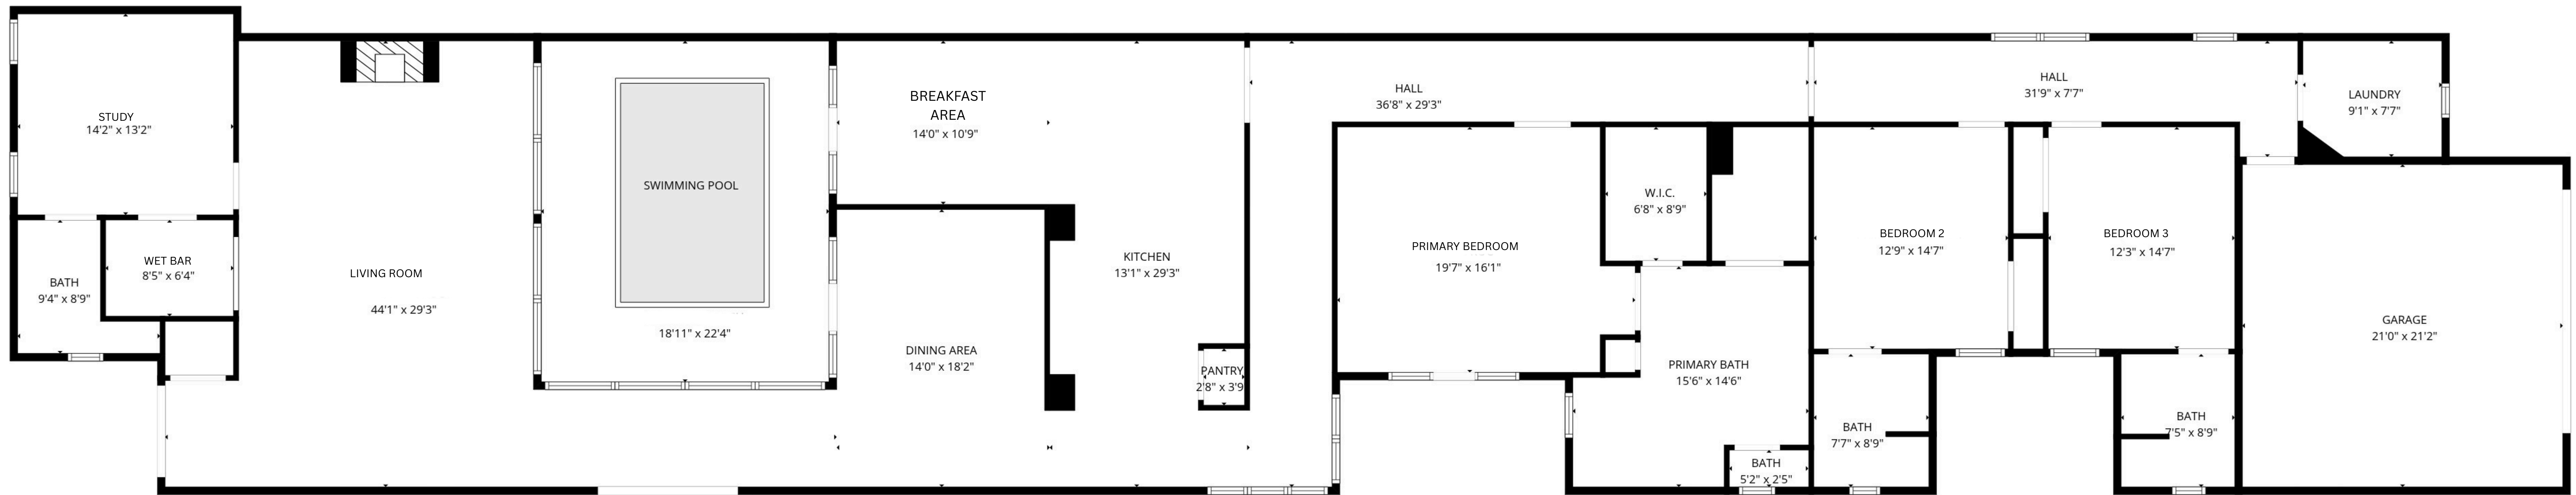 STUDY
14'2" x 13'2"
BATH
9'4" x 8'9"
WET BAR
8'5" x 6'4"
LIVING ROOM
44'1" x 29'3"
SWIMMING POOL
18'11" x 22'4"
BREAKFAST
AREA
14'0" x 10'9"
DINING AREA
14'0" x 18'2"
KITCHEN
13'1" x 29'3"
PANTRY
2'8" x 3'9
HALL
36'8" x 29'3"
PRIMARY BEDROOM
19'7" x 16'1"
W.I.C.
6'8" x 8'9"
PRIMARY BATH
15'6" x 14'6"
BATH
5'2" x 2'5"
HALL
31'9" x 7'7"
BEDROOM 2
12'9" x 14'7"
BATH
7'7" x 8'9"
BEDROOM 3
12'3" x 14'7"
BATH
7'5" x 8'9"
LAUNDRY
9'1" x 7'7"
GARAGE
21'0" x 21'2"